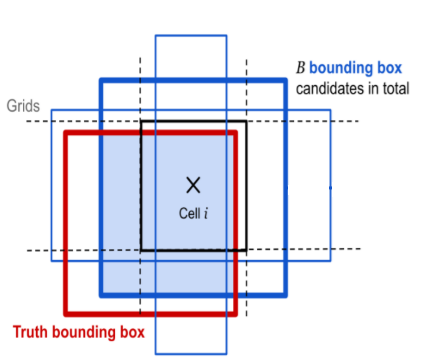 B bounding box
candidates in total
Grids
Cell i
Truth bounding box